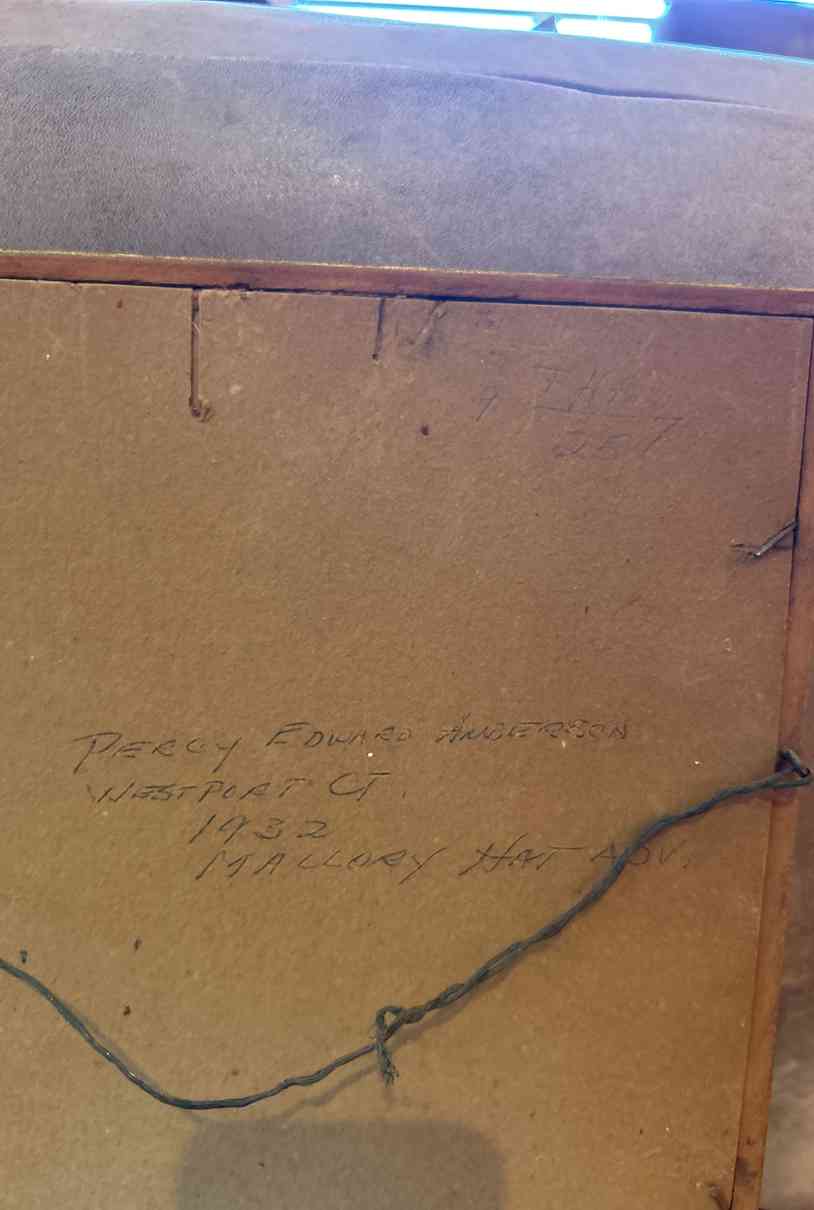 257
PERCY EDWARD ANDERSON
WESTPORT CT.
1932
MALLORY HAT ADV.